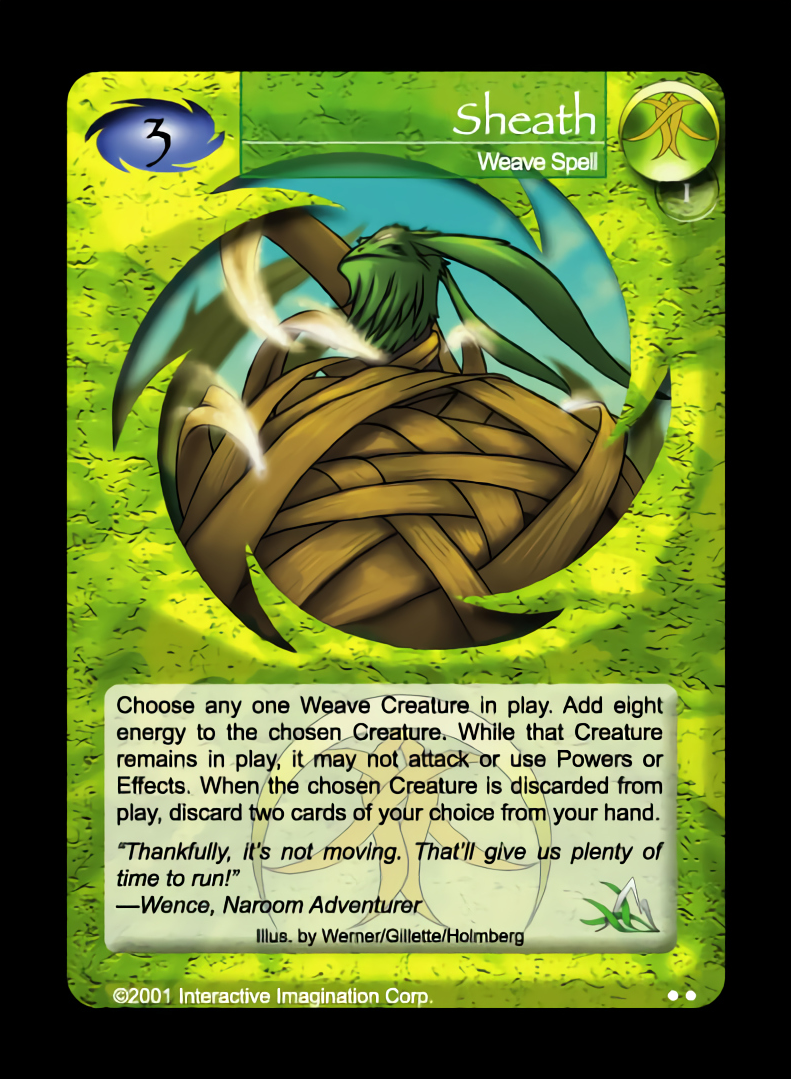 3
Sheath
Weave Spell
1
Choose any one Weave Creature in play. Add eight
energy to the chosen Creature. While that Creature
remains in play, it may not attack or use Powers or
Effects. When the chosen Creature is discarded from
play, discard two cards of your choice from your hand.
“Thankfully, it’s not moving. That’ll give us plenty of
time to run!”
—Wence, Naroom Adventurer
Illus. by Werner/Gillette/Holmberg
©2001 Interactive Imagination Corp.